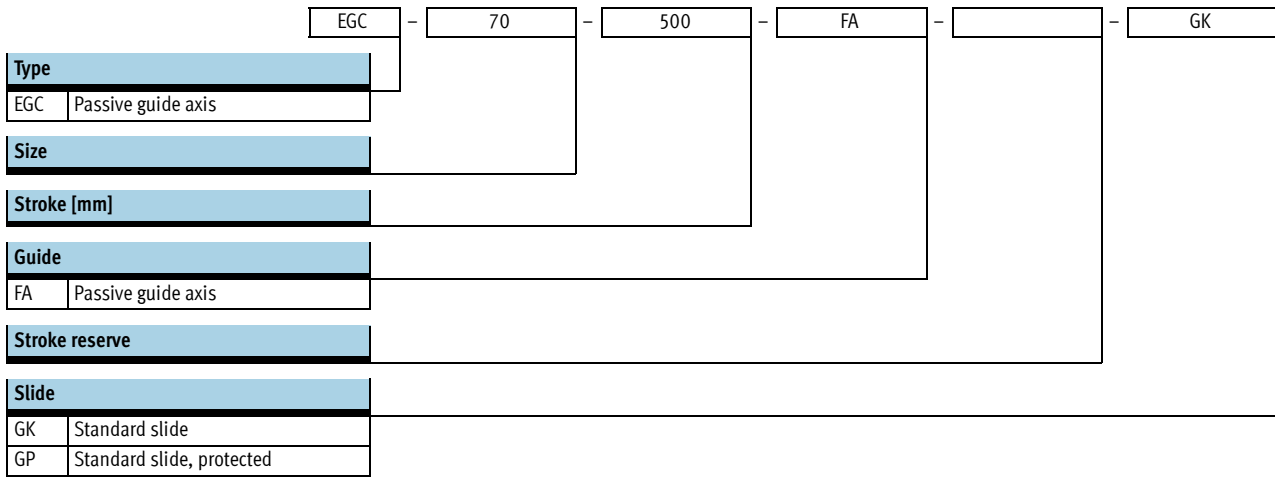 EGC – 70 – 500 – FA – – GK
Type
EGC Passive guide axis
Size
Stroke [mm]
Guide
FA Passive guide axis
Stroke reserve
Slide
GK Standard slide
GP Standard slide, protected